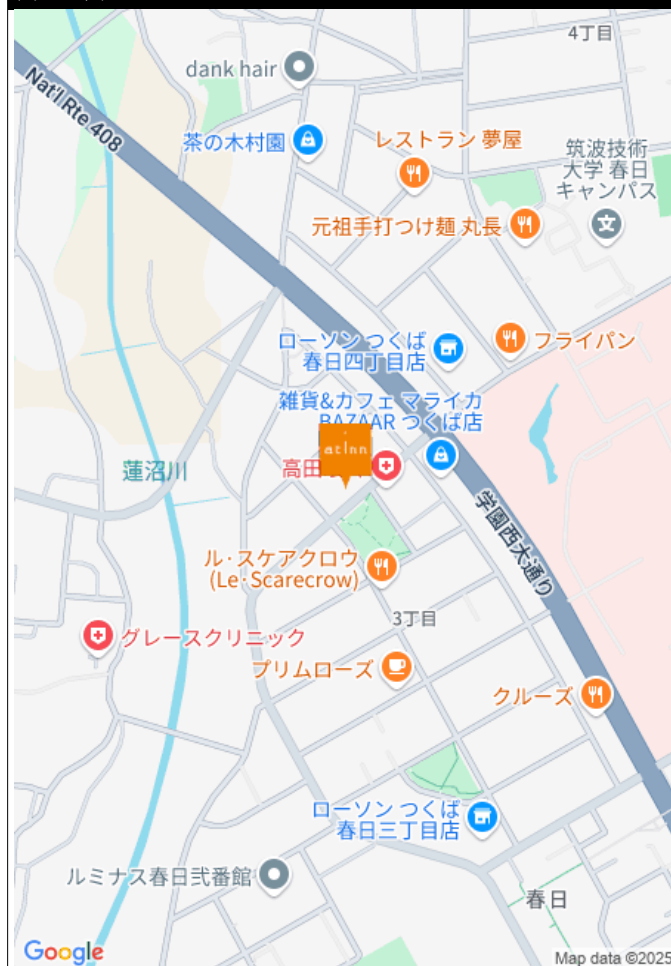 4丁目
dank hair
Nat'l Rte 408
茶の木村園
レストラン 夢屋
筑波技術
大学 春日
キャンパス
元祖手打つけ麺 丸長
ローソン つくば
春日四丁目店
フライパン
雑貨&カフェ マライカ
BAZAAR つくば店
atinn
高田
蓮沼川
学園西大通り
ル·スケアクロウ
(Le·Scarecrow)
3丁目
グレースクリニック
プリムローズ
クルーズ
ローソン つくば
春日三丁目店
ルミナス春日弐番館
春日
Google
Map data ©2025